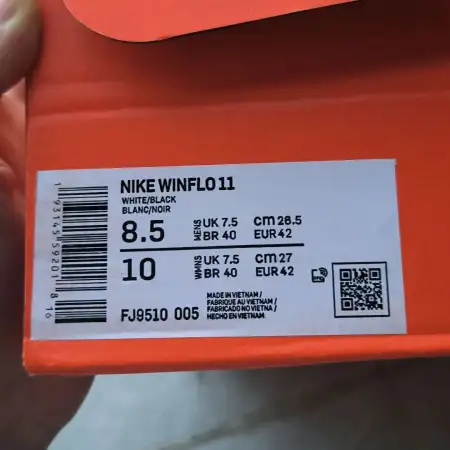 NIKE WINFLO 11
WHITE/BLACK
BLANC/NOIR
8.5 MENS UK 7.5 cm 26.5
BR 40 EUR 42
10 WMNS UK 7.5 cm 27
BR 40 EUR 42
FJ9510 005
MADE IN VIETNAM /
FABRIQUE AU VIETNAM /
FABRICADO NO VIETNA /
HECHO EN VIETNAM